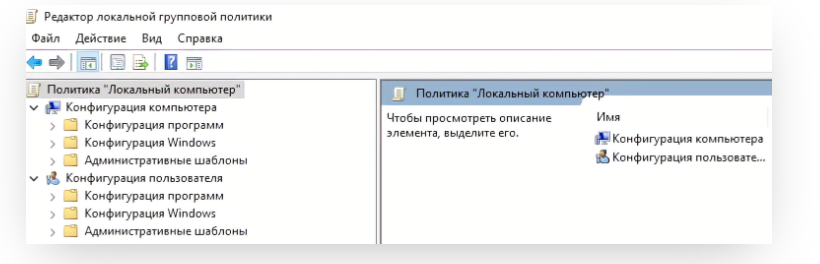 Редактор локальной групповой политики
Файл Действие Вид Справка
Политика "Локальный компьютер"
Конфигурация компьютера
Конфигурация программ
Конфигурация Windows
Административные шаблоны
Конфигурация пользователя
Конфигурация программ
Конфигурация Windows
Административные шаблоны
Политика "Локальный компьютер"
Чтобы просмотреть описание
элемента, выделите его.
Имя
Конфигурация компьютера
Конфигурация пользовате...